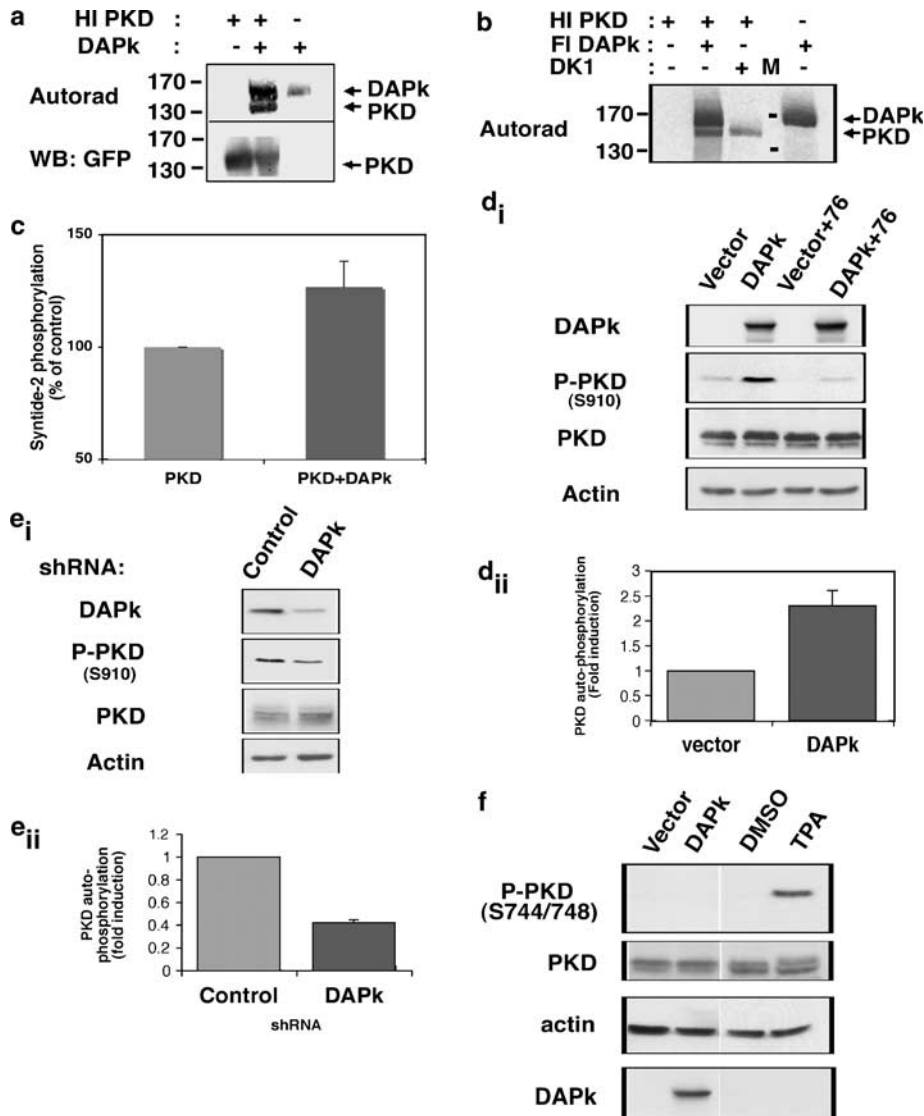 a
HI PKD : + + -
DAPk : - + +
Autorad
170
130
DAPk
PKD
WB: GFP
170
130
PKD
b
HI PKD : + + + -
Fl DAPk : - + - +
DK1 : - - + M -
Autorad
170
130
DAPk
PKD
c
Syntide-2 phosphorylation
(% of control)
150
100
50
PKD
PKD+DAPk
di
Vector
DAPk
Vector+76
DAPk+76
DAPk
P-PKD
(S910)
PKD
Actin
ei
shRNA:
Control
DAPk
DAPk
P-PKD
(S910)
PKD
Actin
dii
PKD auto-phosphorylation
(Fold induction)
3
2.5
2
1.5
1
0.5
0
vector
DAPk
eii
PKD auto-
phosphorylation
(fold induction)
1.2
1
0.8
0.6
0.4
0.2
0
Control
DAPk
shRNA
f
Vector
DAPk
DMSO
TPA
P-PKD
(S744/748)
PKD
actin
DAPk